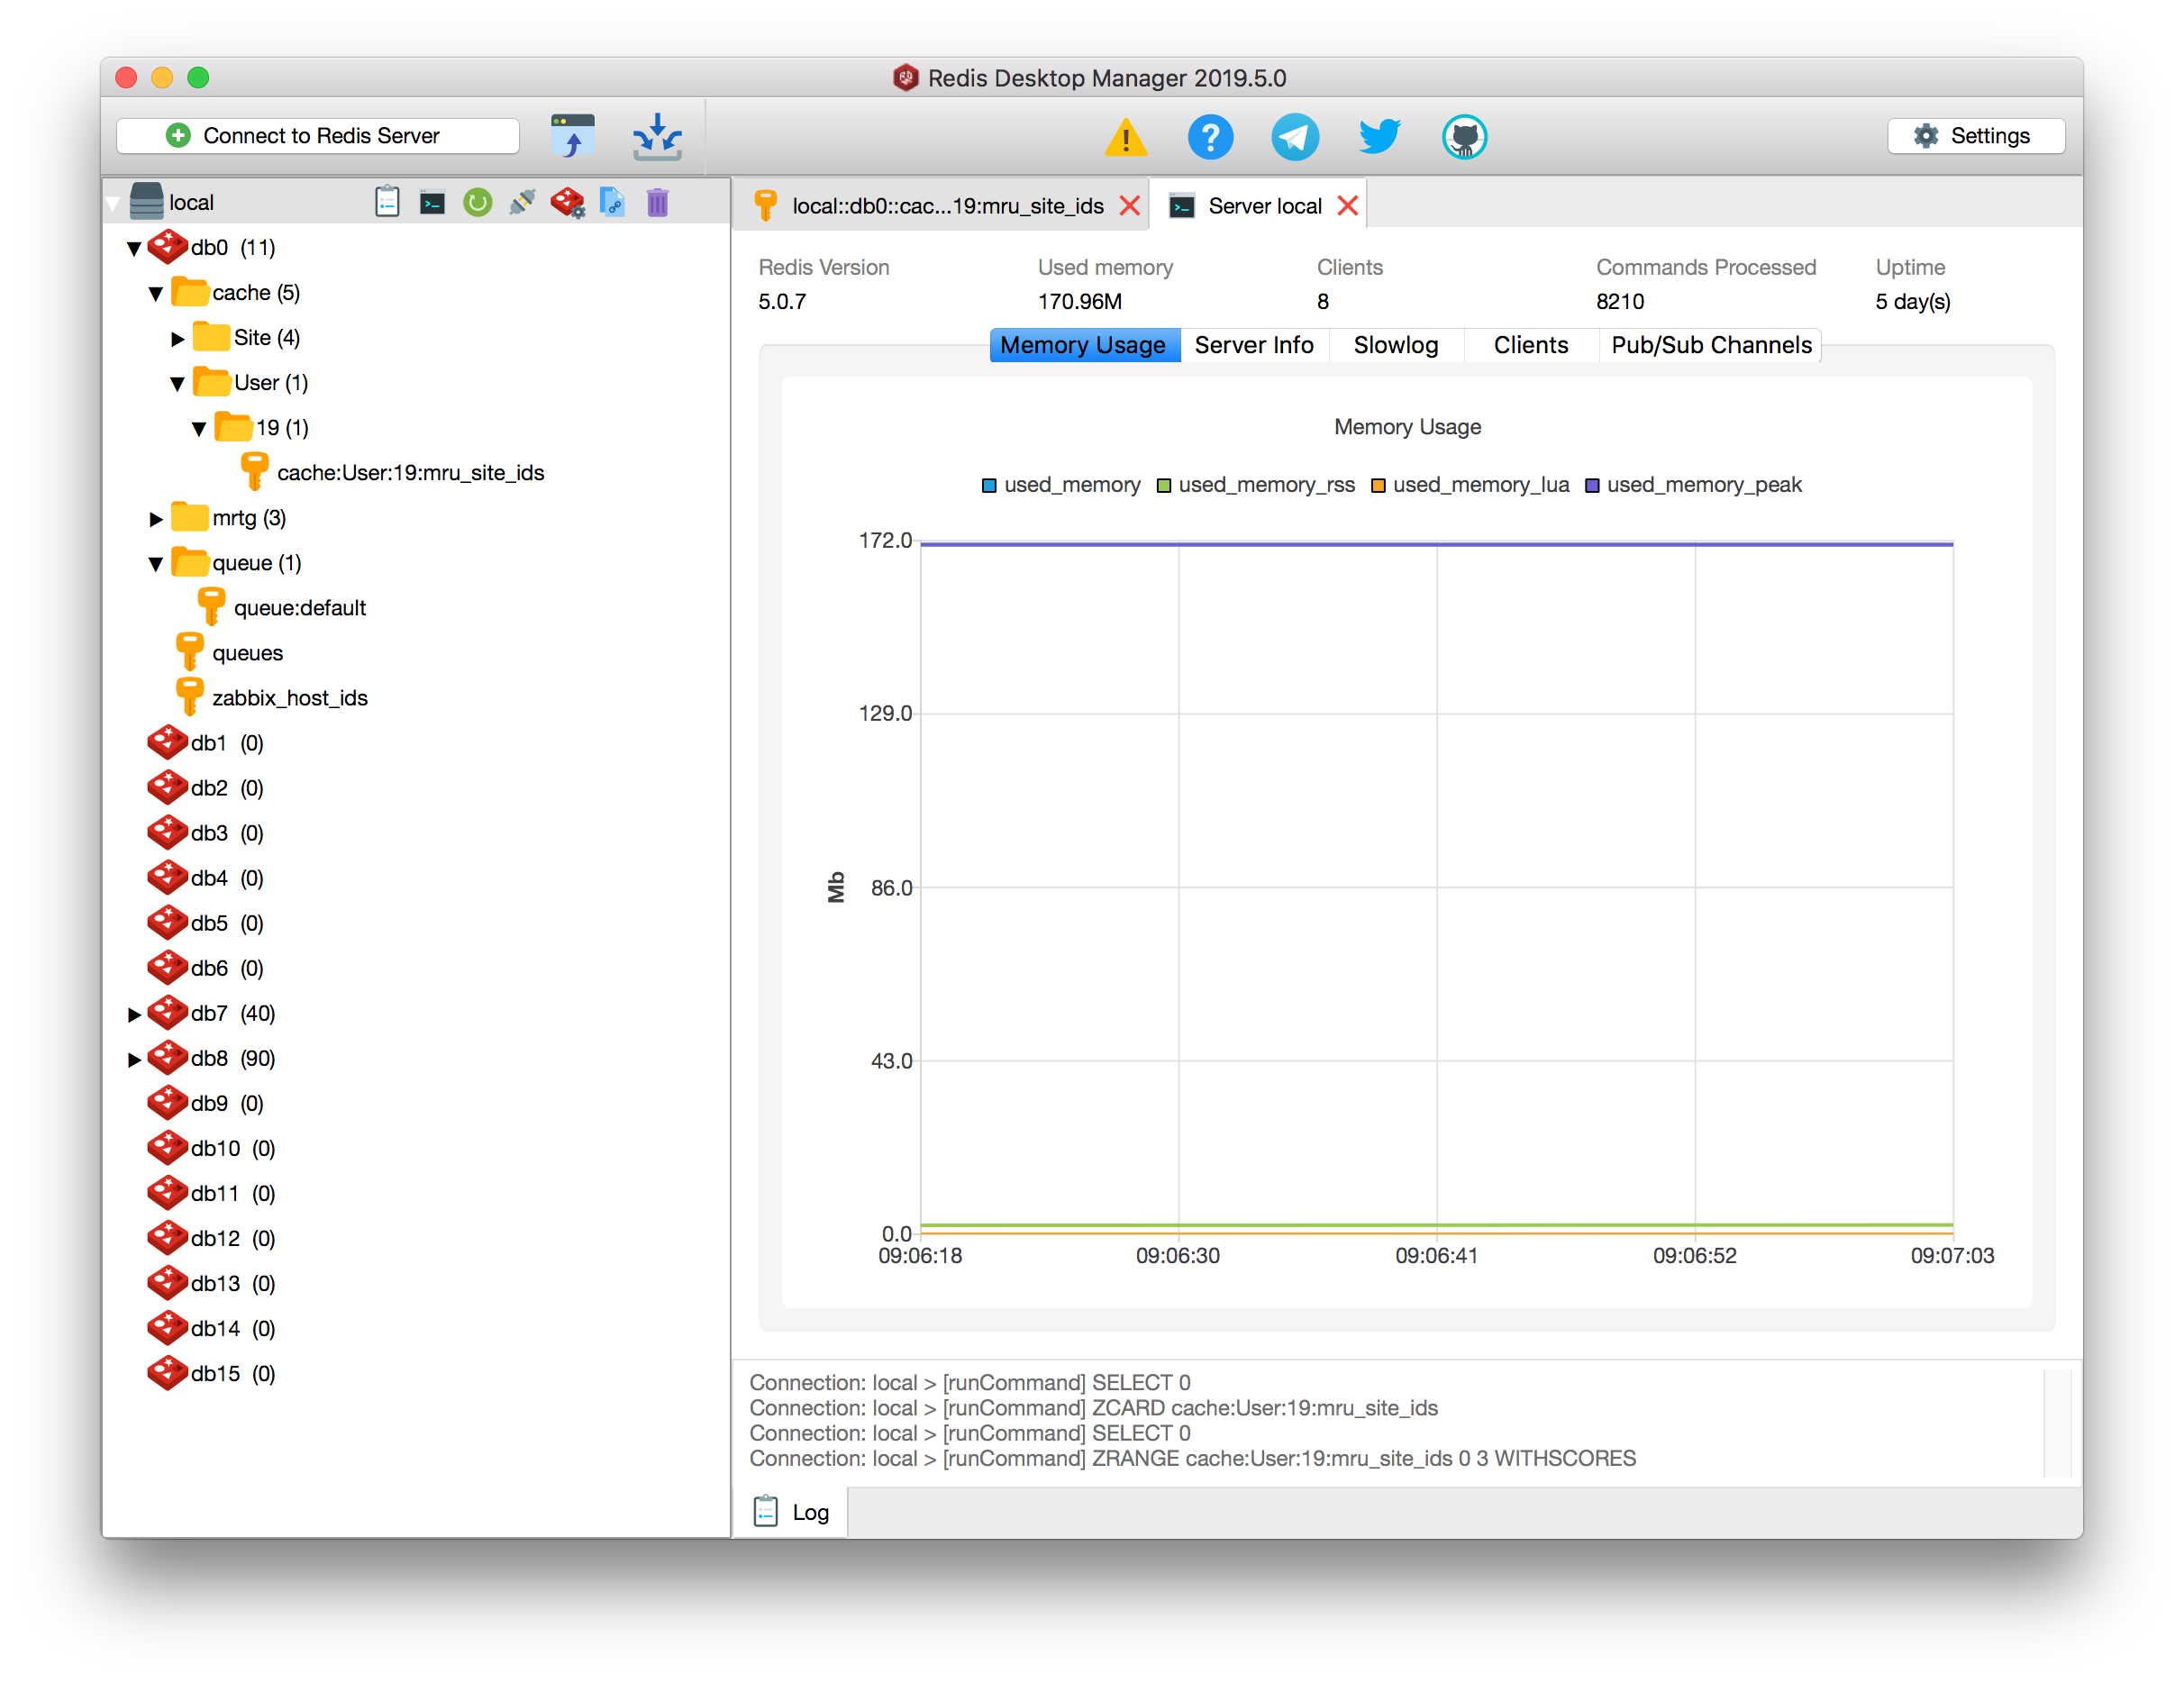 Redis Desktop Manager 2019.5.0
Connect to Redis Server
Settings
local
db0 (11)
cache (5)
Site (4)
User (1)
19 (1)
cache:User:19:mru_site_ids
mrtg (3)
queue (1)
queue:default
queues
zabbix_host_ids
db1 (0)
db2 (0)
db3 (0)
db4 (0)
db5 (0)
db6 (0)
db7 (40)
db8 (90)
db9 (0)
db10 (0)
db11 (0)
db12 (0)
db13 (0)
db14 (0)
db15 (0)
local::db0::cac...19:mru_site_ids
Server local
Redis Version Used memory Clients Commands Processed Uptime
5.0.7 170.96M 8 8210 5 day(s)
Memory Usage Server Info Slowlog Clients Pub/Sub Channels
Memory Usage
used_memory used_memory_rss used_memory_lua used_memory_peak
172.0
129.0
Mb
86.0
43.0
0.0
09:06:18 09:06:30 09:06:41 09:06:52 09:07:03
Connection: local > [runCommand] SELECT 0
Connection: local > [runCommand] ZCARD cache:User:19:mru_site_ids
Connection: local > [runCommand] SELECT 0
Connection: local > [runCommand] ZRANGE cache:User:19:mru_site_ids 0 3 WITHSCORES
Log